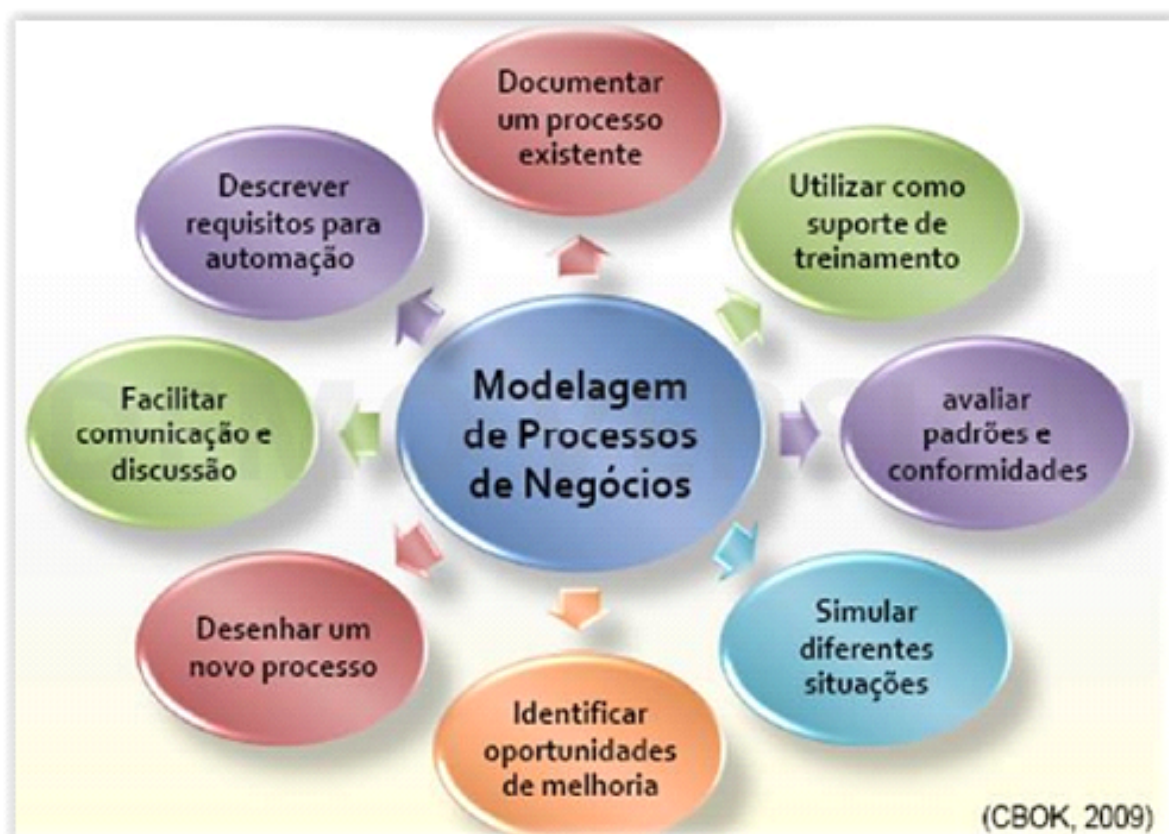 Documentar
um processo
existente
Utilizar como
suporte de
treinamento
avaliar
padrões e
conformidades
Simular
diferentes
situações
Identificar
oportunidades
de melhoria
Desenhar um
novo processo
Facilitar
comunicação e
discussão
Descrever
requisitos para
automação
Modelagem
de Processos
de Negócios
(CBOK, 2009)